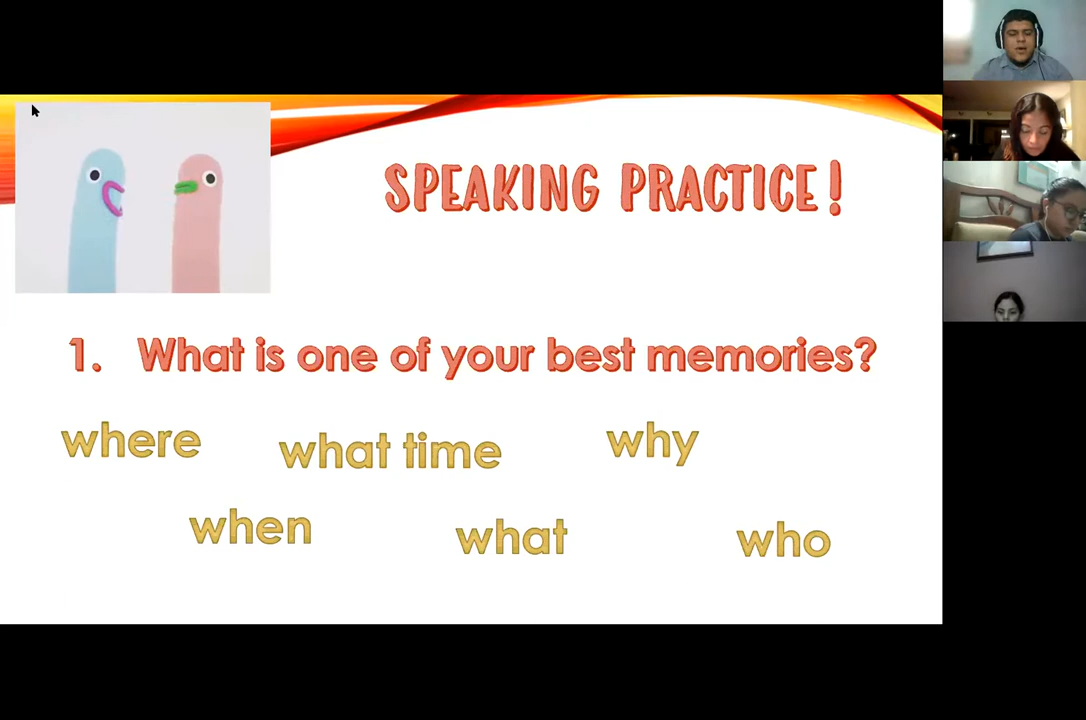 SPEAKING PRACTICE!
1. What is one of your best memories?
where what time why
when what who